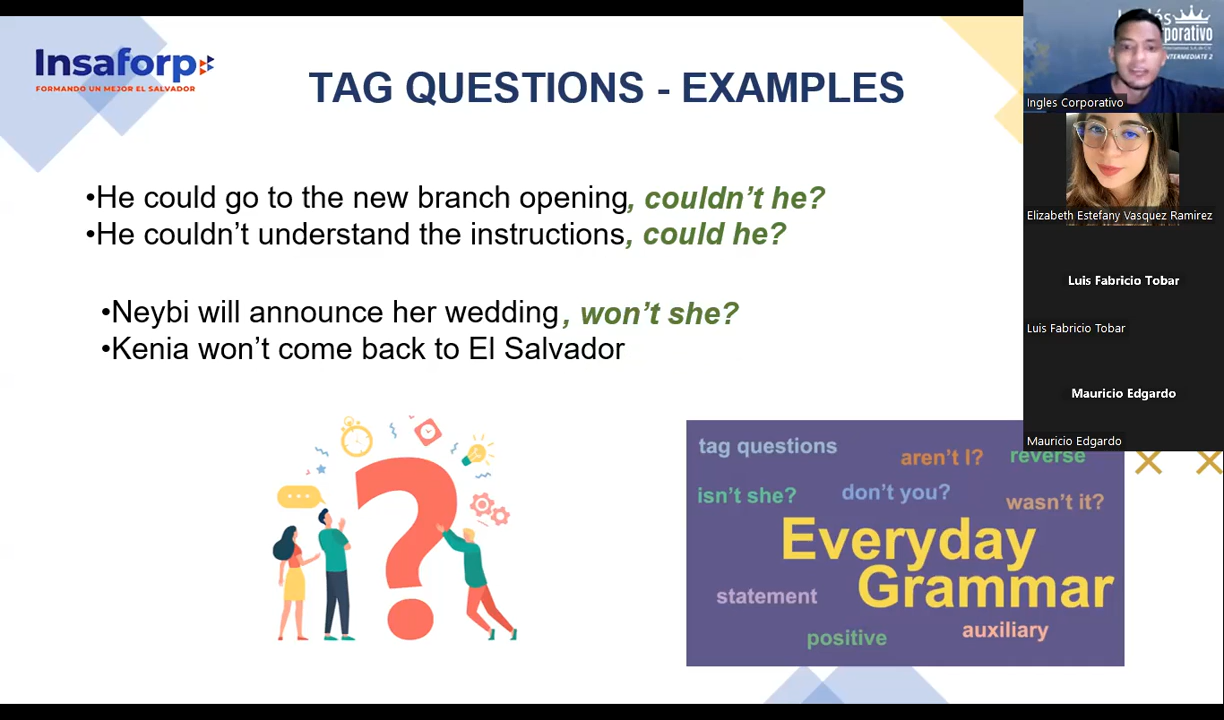 Insaforp
FORMANDO UN MEJOR EL SALVADOR
TAG QUESTIONS - EXAMPLES
•He could go to the new branch opening, couldn't he?
•He couldn't understand the instructions, could he?
•Neybi will announce her wedding, won't she?
•Kenia won't come back to El Salvador
tag questions
aren't I?
reverse
isn't she?
don't you?
wasn't it?
Everyday
Grammar
statement
positive
auxiliary
INTERMEDIATE 2
Ingles Corporativo
Elizabeth Estefany Vasquez Ramirez
Luis Fabricio Tobar
Luis Fabricio Tobar
Mauricio Edgardo
Mauricio Edgardo